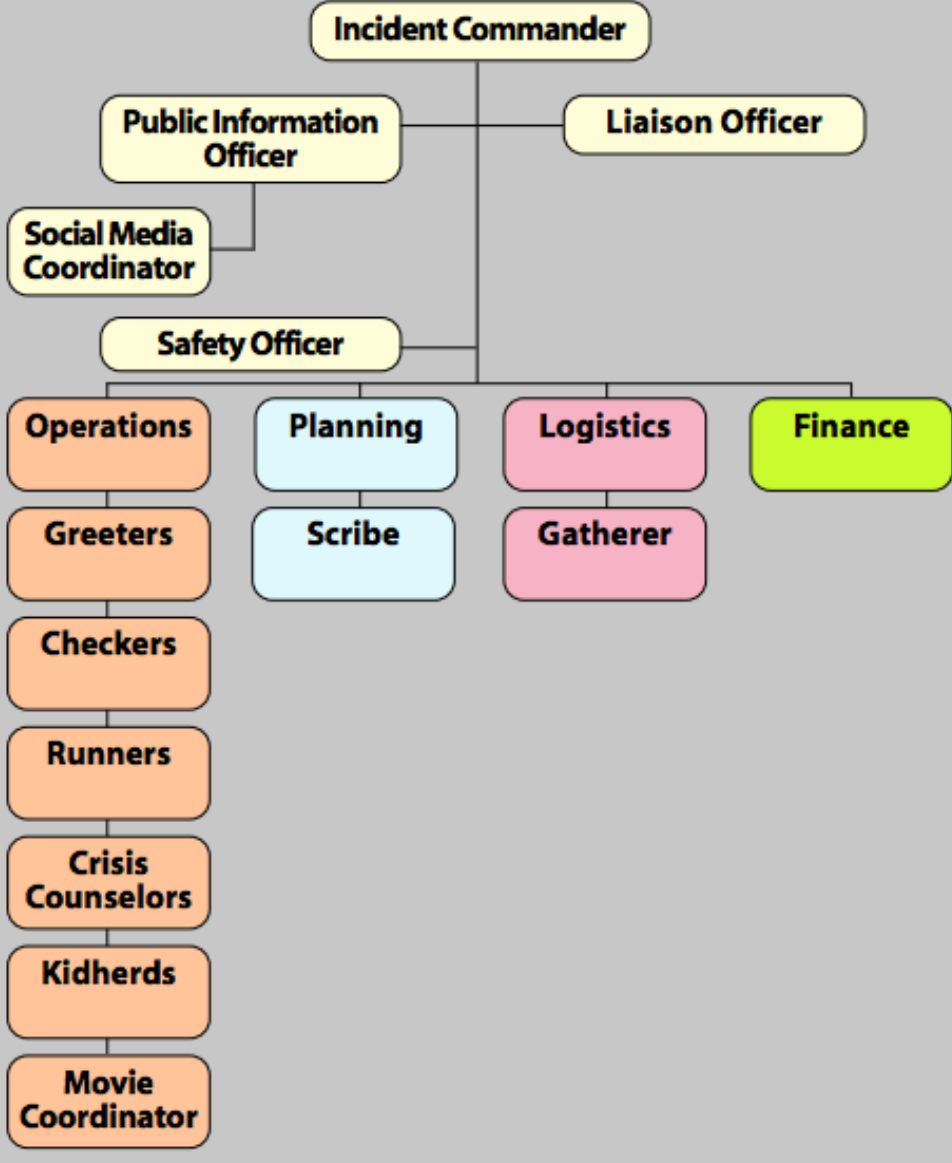 Incident Commander
Public Information
Officer
Liaison Officer
Social Media
Coordinator
Safety Officer
Operations
Planning
Logistics
Finance
Greeters
Scribe
Gatherer
Checkers
Runners
Crisis
Counselors
Kidherds
Movie
Coordinator